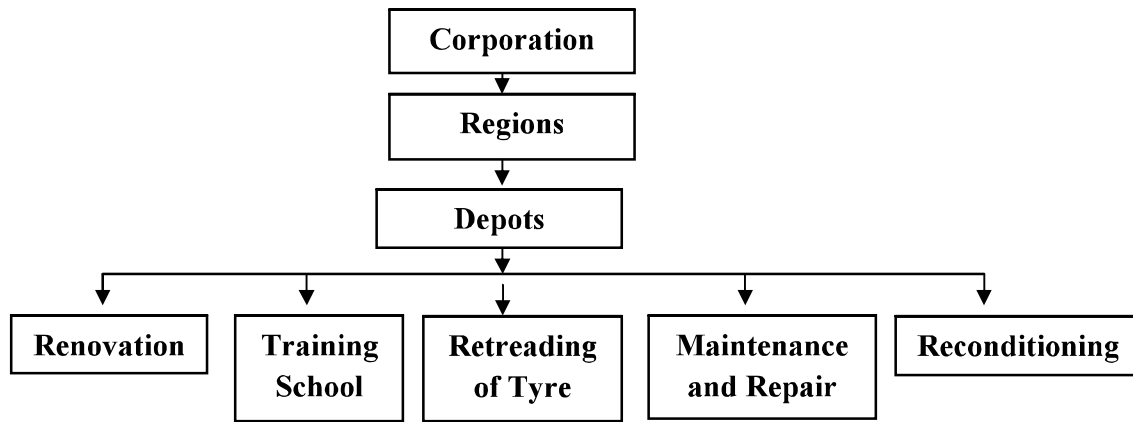 Corporation
Regions
Depots
Renovation
Training
School
Retreading
of Tyre
Maintenance
and Repair
Reconditioning